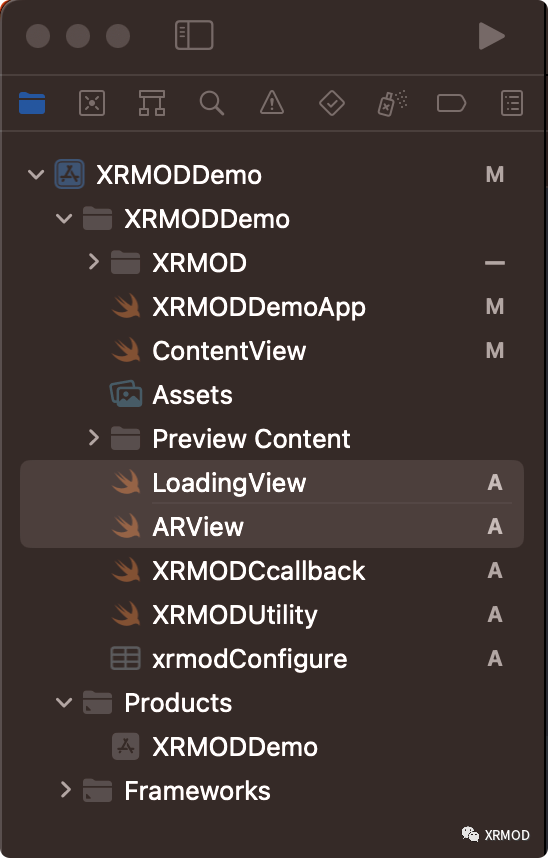 XRMODDemo M
XRMODDemo
XRMOD
XRMODDemoApp M
ContentView M
Assets
Preview Content
LoadingView A
ARView A
XRMODCcallback A
XRMODUtility A
xrmodConfigure A
Products
XRMODDemo
Frameworks
XRMOD